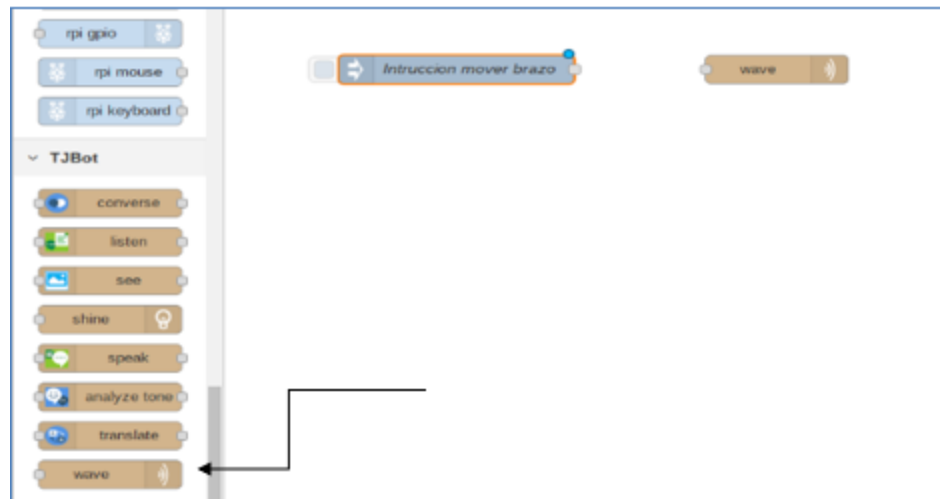 rpi gpio
Intruccion mover brazo
wave
rpi mouse
rpi keyboard
TJBot
converse
listen
see
shine
speak
analyze tone
translate
wave